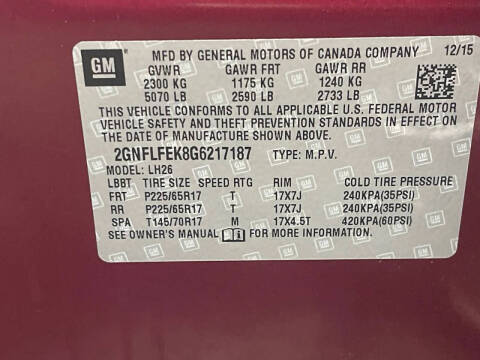 GM MFD BY GENERAL MOTORS OF CANADA COMPANY 12/15
GVWR GAWR FRT GAWR RR
2300 KG 1175 KG 1240 KG
5070 LB 2590 LB 2733 LB
THIS VEHICLE CONFORMS TO ALL APPLICABLE U.S. FEDERAL MOTOR
VEHICLE SAFETY AND THEFT PREVENTION STANDARDS IN EFFECT ON
THE DATE OF MANUFACTURE SHOWN ABOVE.
2GNFLFEK8G6217187 TYPE: M.P.V.
MODEL: LH26
LBBT TIRE SIZE SPEED RTG RIM COLD TIRE PRESSURE
FRT P225/65R17 T 17X7J 240KPA(35PSI)
RR P225/65R17 T 17X7J 240KPA(35PSI)
SPA T145/70R17 M 17X4.5T 420KPA(60PSI)
SEE OWNER'S MANUAL FOR MORE INFORMATION.